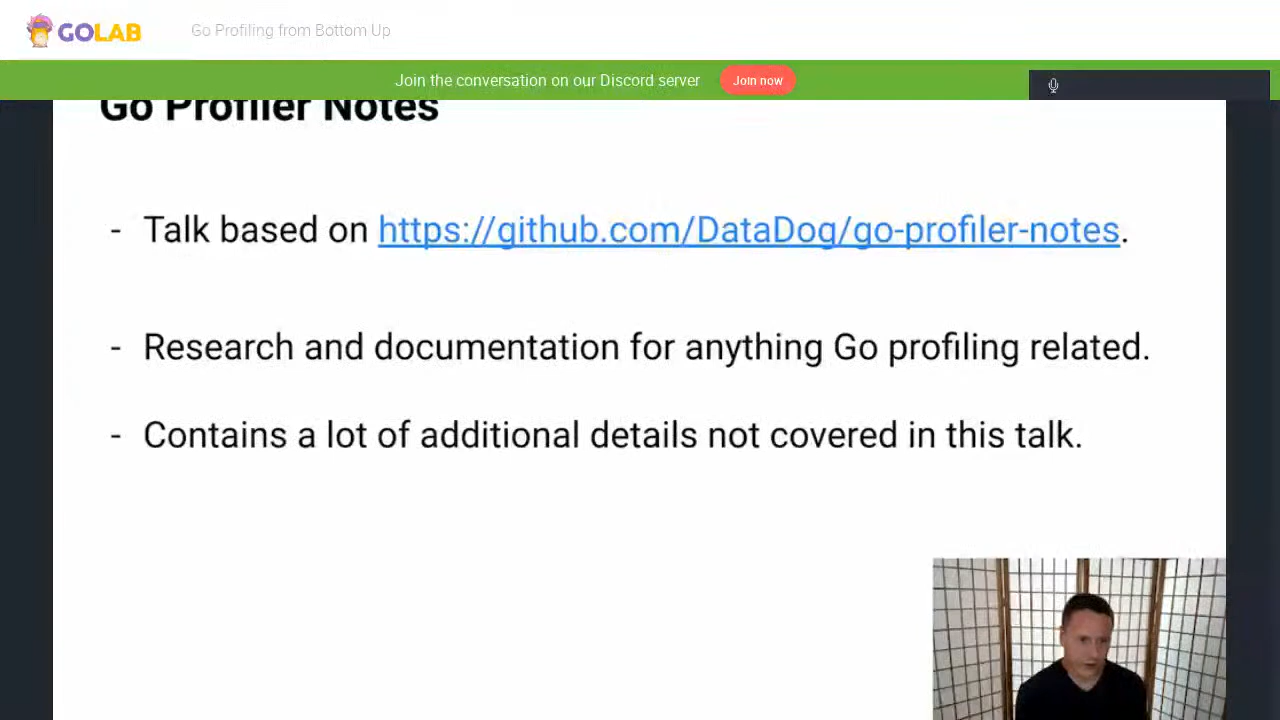 GOLAB
Go Profiling from Bottom Up
Join the conversation on our Discord server
Join now
Go Profiler Notes
- Talk based on https://github.com/DataDog/go-profiler-notes.
- Research and documentation for anything Go profiling related.
- Contains a lot of additional details not covered in this talk.